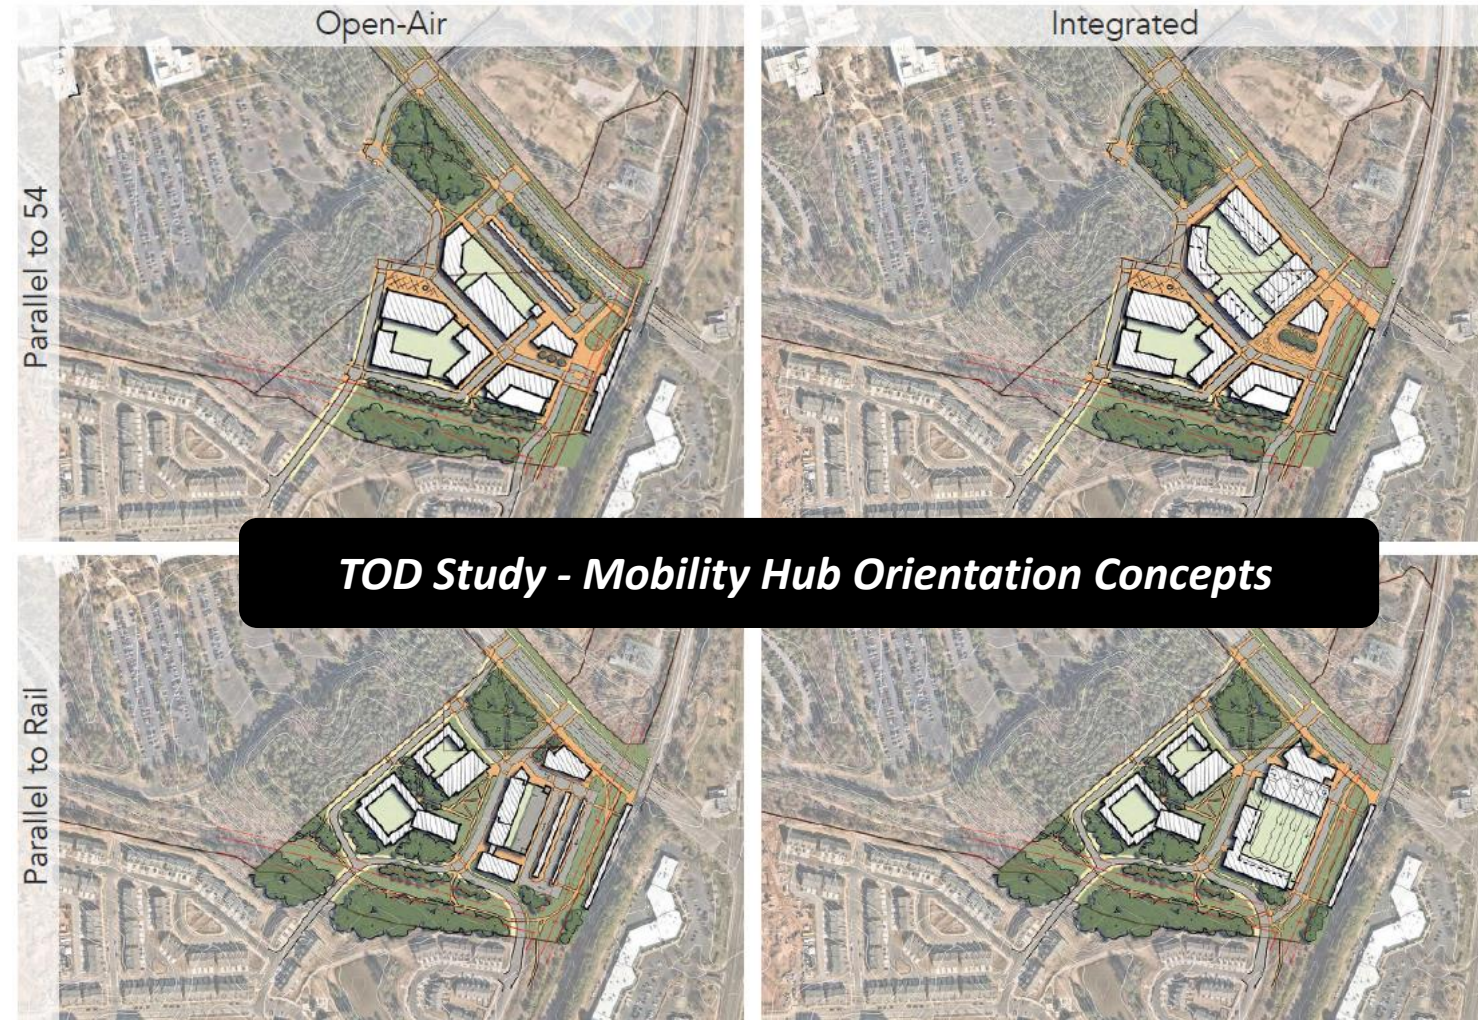 Open-Air
Integrated
Parallel to 54
TOD Study - Mobility Hub Orientation Concepts
Parallel to Rail